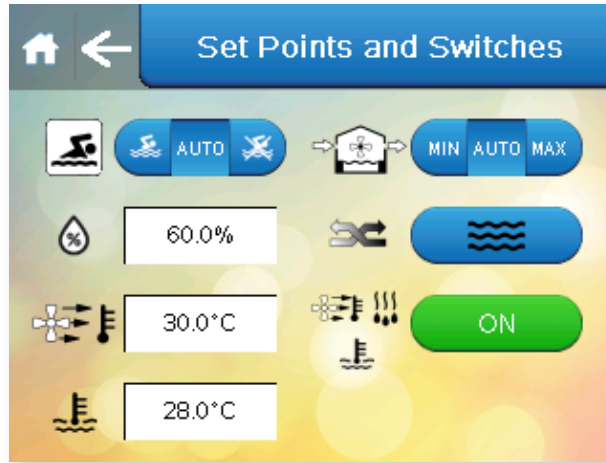 Set Points and Switches
AUTO
MIN AUTO MAX
%
60.0%
30.0°C
ON
28.0°C